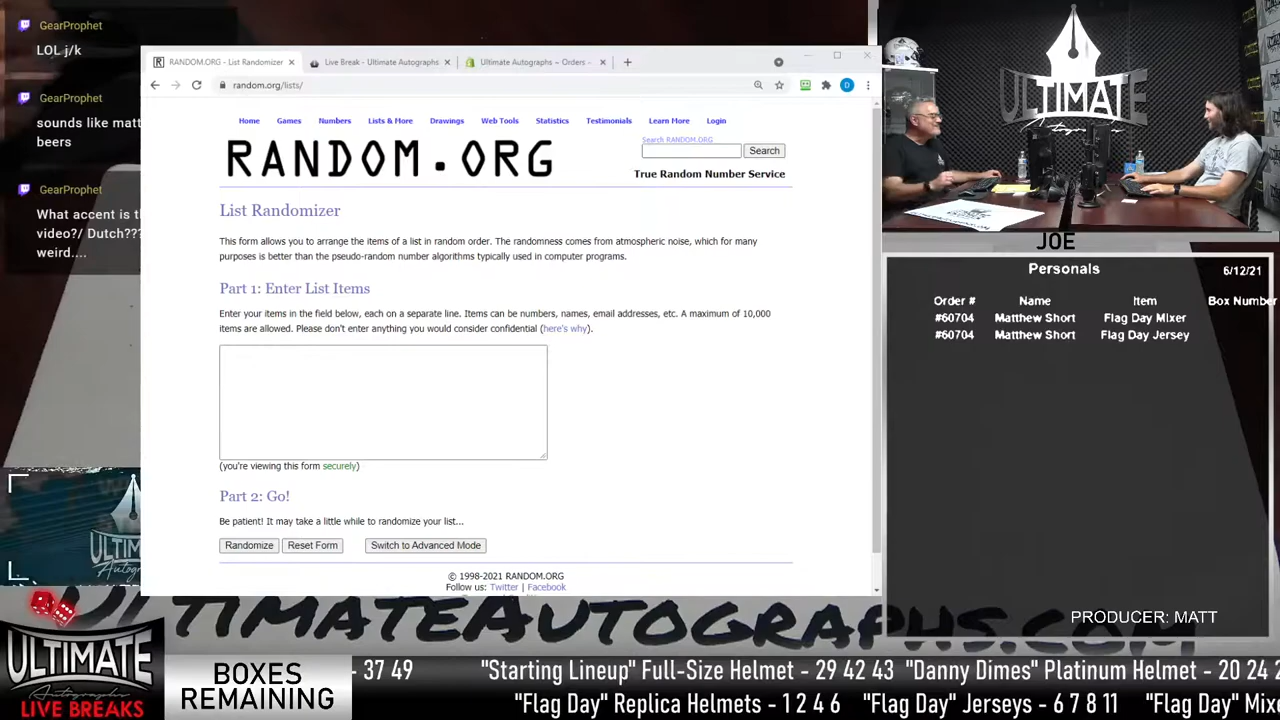 GearProphet
LOL j/k
GearProphet
sounds like matt
beers
GearProphet
What accent is th
video?/ Dutch???
weird....
RANDOM.ORG - List Randomizer
Live Break - Ultimate Autographs
Ultimate Autographs ~ Orders ~
random.org/lists/
D
Home Games Numbers Lists & More Drawings Web Tools Statistics Testimonials Learn More Login
RANDOM.ORG
Search RANDOM.ORG
Search
True Random Number Service
List Randomizer
This form allows you to arrange the items of a list in random order. The randomness comes from atmospheric noise, which for many
purposes is better than the pseudo-random number algorithms typically used in computer programs.
Part 1: Enter List Items
Enter your items in the field below, each on a separate line. Items can be numbers, names, email addresses, etc. A maximum of 10,000
items are allowed. Please don't enter anything you would consider confidential (here's why).
(you're viewing this form securely)
Part 2: Go!
Be patient! It may take a little while to randomize your list...
Randomize Reset Form Switch to Advanced Mode
© 1998-2021 RANDOM.ORG
Follow us: Twitter | Facebook
ULTIMATE
JOE
Personals 6/12/21
Order # Name Item Box Number
#60704 Matthew Short Flag Day Mixer
#60704 Matthew Short Flag Day Jersey
PRODUCER: MATT
ULTIMATEAUTOGRAPHS.COM
ULTIMATE
Autographs
LIVE BREAKS
BOXES
REMAINING
- 37 49 "Starting Lineup" Full-Size Helmet - 29 42 43 "Danny Dimes" Platinum Helmet - 20 24 2
"Flag Day" Replica Helmets - 1 2 4 6 "Flag Day" Jerseys - 6 7 8 11 "Flag Day" Mixe